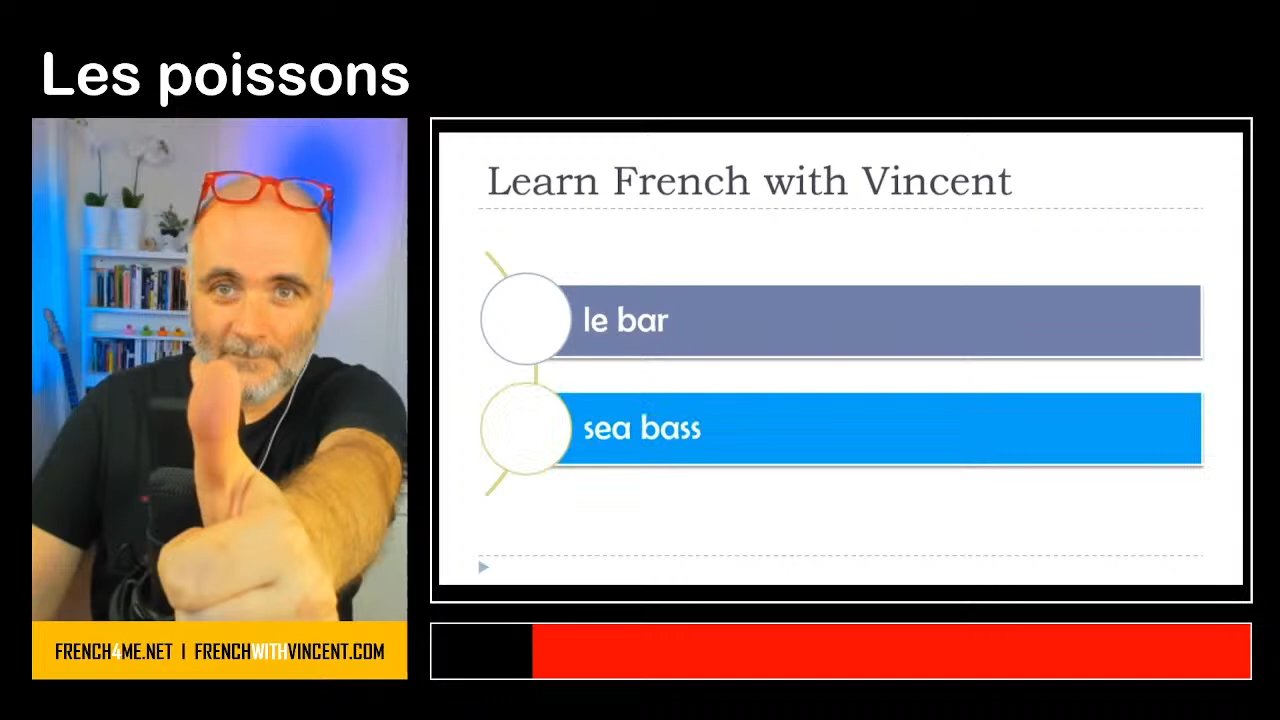 Les poissons
Learn French with Vincent
le bar
sea bass
FRENCH4ME.NET I FRENCHWITHVINCENT.COM